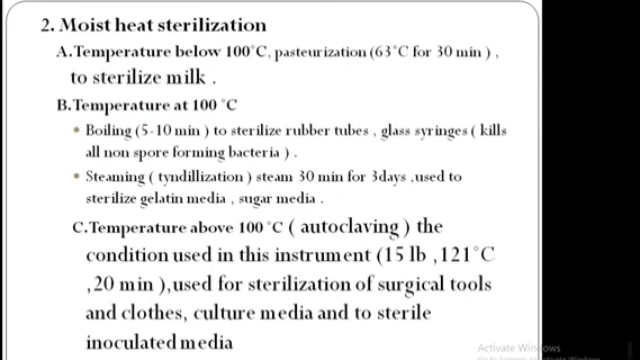 2. Moist heat sterilization
A.Temperature below 100°C, pasteurization (63°C for 30 min ) ,
to sterilize milk .
B.Temperature at 100 °C
• Boiling (5-10 min ) to sterilize rubber tubes , glass syringes ( kills
all non spore forming bacteria ) .
• Steaming ( tyndillization ) steam 30 min for 3days ,used to
sterilize gelatin media , sugar media .
C.Temperature above 100 °C ( autoclaving ) the
condition used in this instrument (15 lb ,121°C
,20 min ),used for sterilization of surgical tools
and clothes, culture media and to sterile
inoculated media
Activate Windows